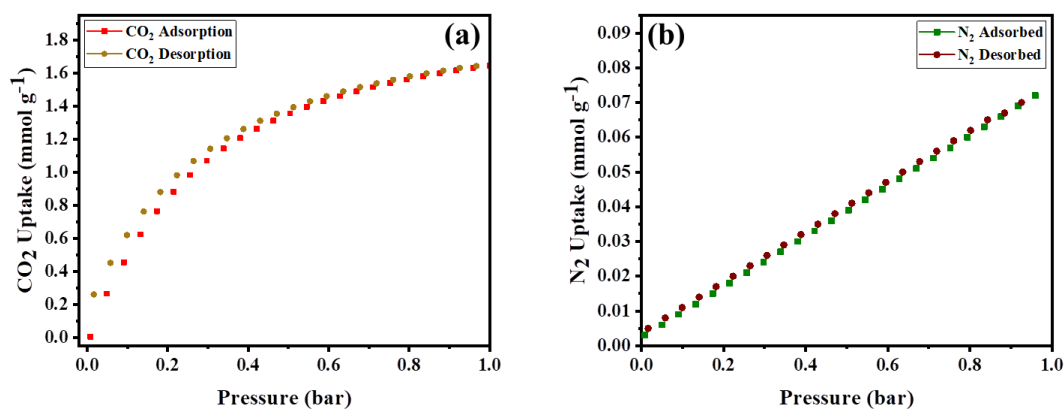 CO2 Adsorption
CO2 Desorption
(a)
1.8
1.6
1.4
1.2
1.0
0.8
0.6
0.4
0.2
0.0
CO2 Uptake (mmol g-1)
0.0 0.2 0.4 0.6 0.8 1.0
Pressure (bar)
(b)
N2 Adsorbed
N2 Desorbed
0.09
0.08
0.07
0.06
0.05
0.04
0.03
0.02
0.01
0.00
N2 Uptake (mmol g-1)
0.0 0.2 0.4 0.6 0.8 1.0
Pressure (bar)